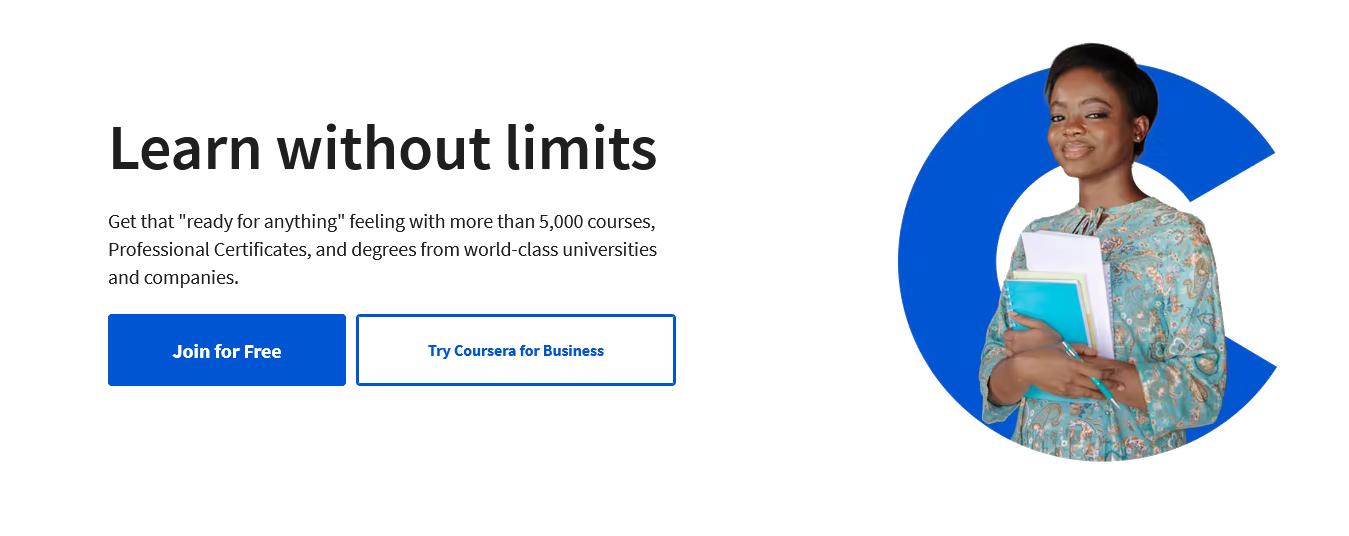 Learn without limits
Get that "ready for anything" feeling with more than 5,000 courses,
Professional Certificates, and degrees from world-class universities
and companies.
Join for Free
Try Coursera for Business